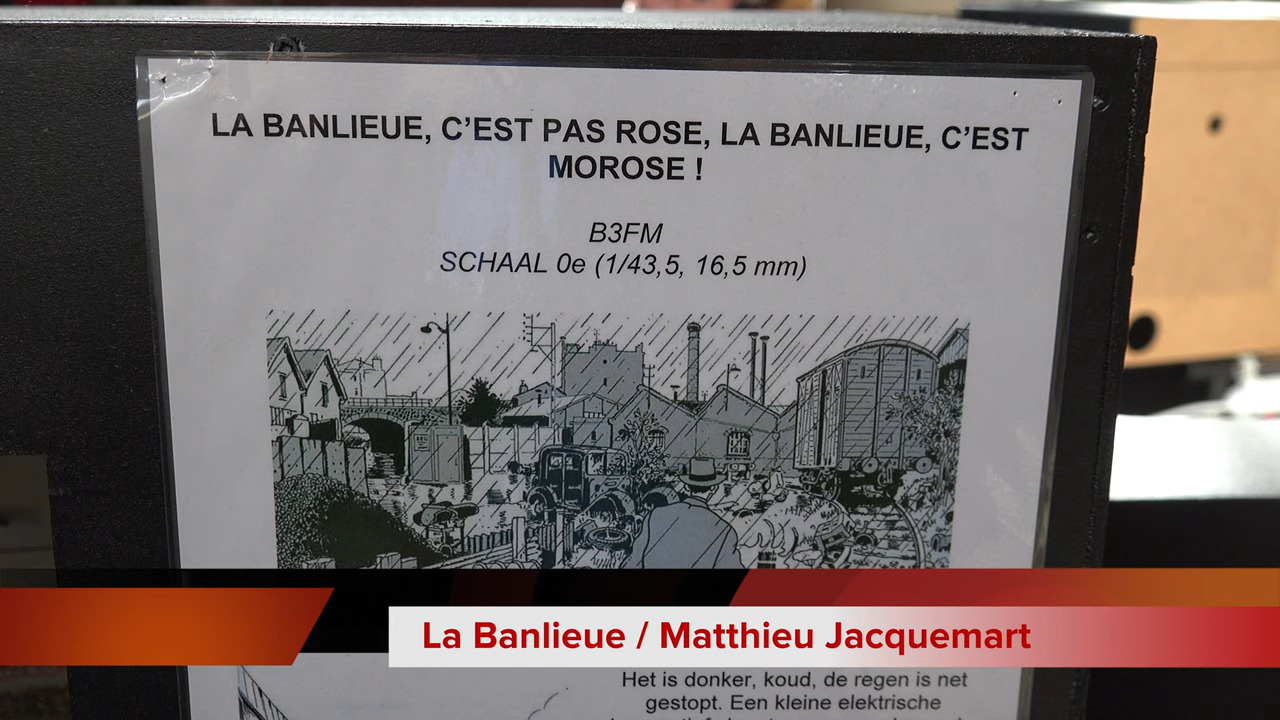 LA BANLIEUE, C’EST PAS ROSE, LA BANLIEUE, C’EST
MOROSE !
B3FM
SCHAAL 0e (1/43,5, 16,5 mm)
La Banlieue / Matthieu Jacquemart
Het is donker, koud, de regen is net
gestopt. Een kleine elektrische